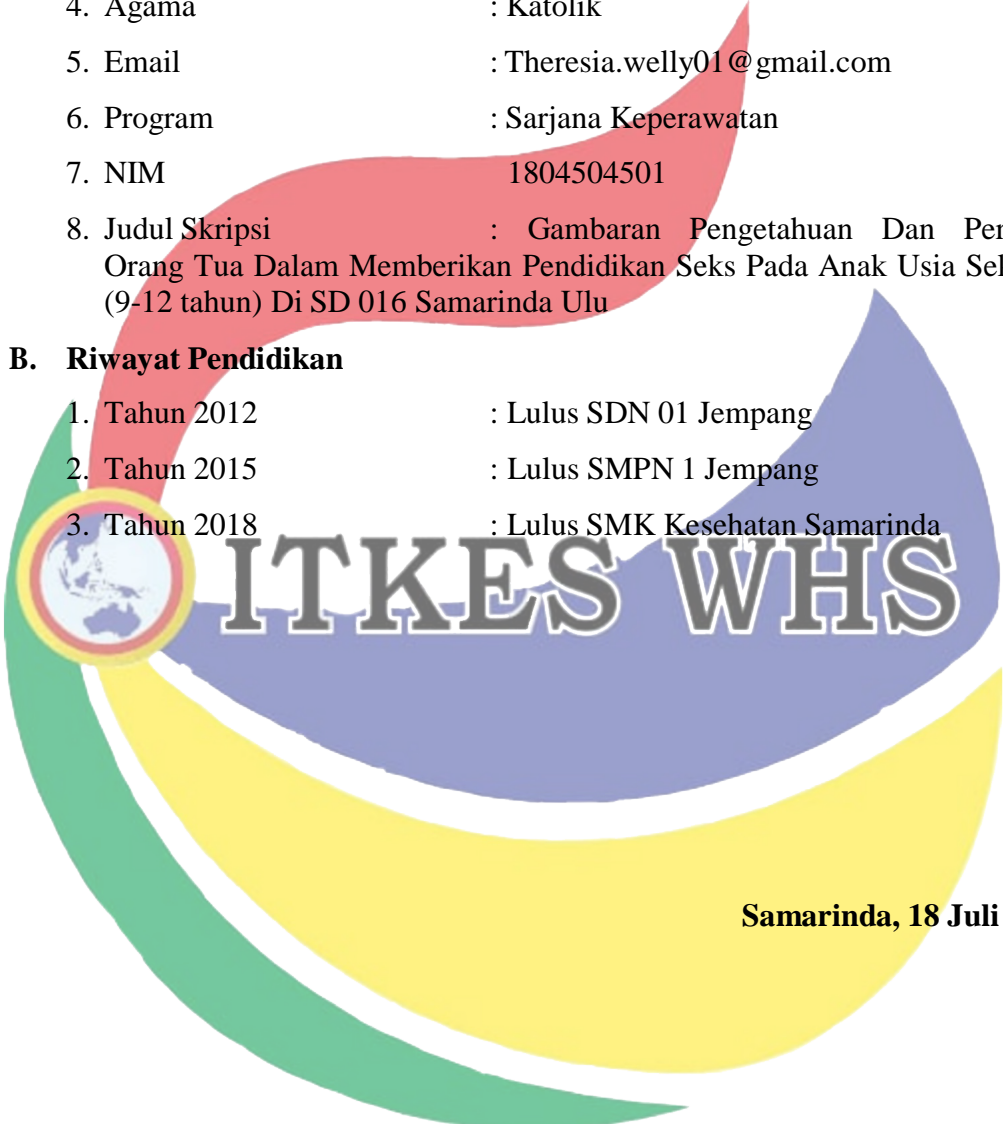 4. Agama : Katolik
5. Email : Theresia.welly01@gmail.com
6. Program : Sarjana Keperawatan
7. NIM 1804504501
8. Judul Skripsi : Gambaran Pengetahuan Dan
Orang Tua Dalam Memberikan Pendidikan Seks Pada Anak Usia
(9-12 tahun) Di SD 016 Samarinda Ulu
B. Riwayat Pendidikan
1. Tahun 2012 : Lulus SDN 01 Jempang
2. Tahun 2015 : Lulus SMPN 1 Jempang
3. Tahun 2018 : Lulus SMK Kesehatan Samarinda
ITKES WHS
Samarinda, 18 Juli